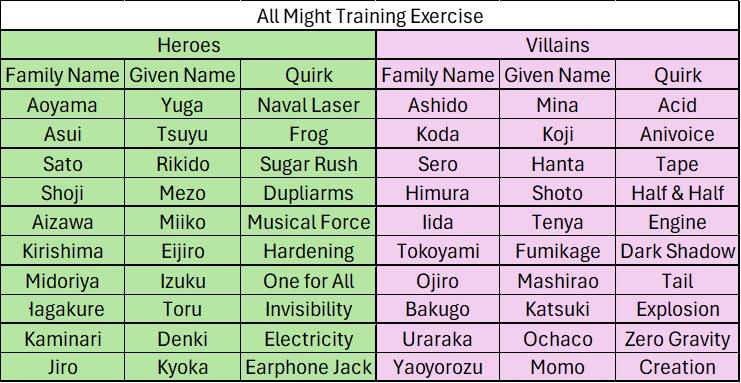 All Might Training Exercise
Heroes Villains
Family Name Given Name Quirk Family Name Given Name Quirk
Aoyama Yuga Naval Laser Ashido Mina Acid
Asui Tsuyu Frog Koda Koji Anivoice
Sato Rikido Sugar Rush Sero Hanta Tape
Shoji Mezo Dupliarms Himura Shoto Half & Half
Aizawa Miiko Musical Force Iida Tenya Engine
Kirishima Eijiro Hardening Tokoyami Fumikage Dark Shadow
Midoriya Izuku One for All Ojiro Mashirao Tail
Hagakure Toru Invisibility Bakugo Katsuki Explosion
Kaminari Denki Electricity Uraraka Ochaco Zero Gravity
Jiro Kyoka Earphone Jack Yaoyorozu Momo Creation